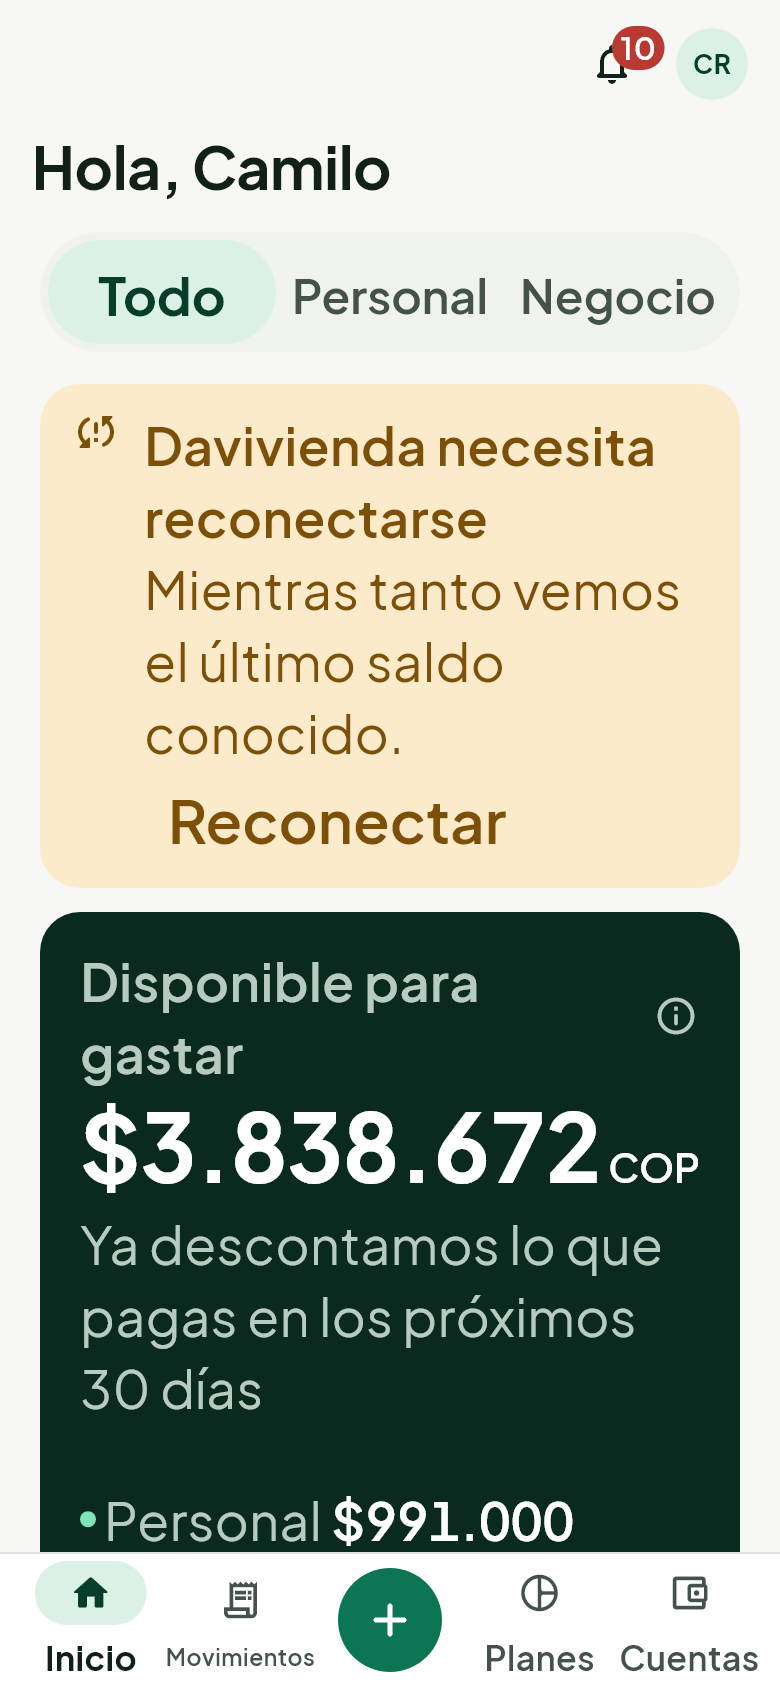 10
CR
Hola, Camilo
Todo
Personal
Negocio
Davivienda necesita
reconectarse
Mientras tanto vemos
el último saldo
conocido.
Reconectar
Disponible para
gastar
$3.838.672 COP
Ya descontamos lo que
pagas en los próximos
30 días
Personal $991.000
Inicio
Movimientos
Planes
Cuentas